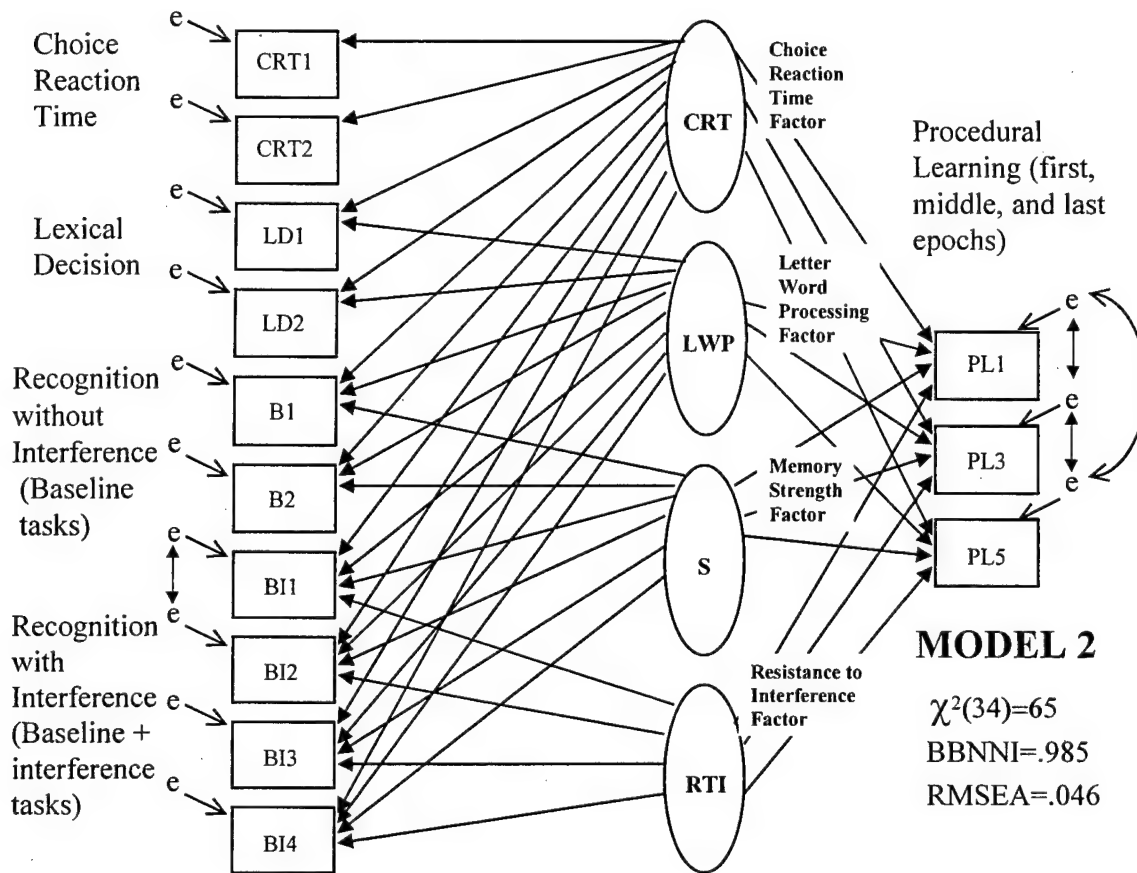 Choice
Reaction
Time
Lexical
Decision
Recognition
without
Interference
(Baseline
tasks)
Recognition
with
Interference
(Baseline +
interference
tasks)
e
e
e
e
e
e
e
e
e
e
CRT1
CRT2
LD1
LD2
B1
B2
BI1
BI2
BI3
BI4
CRT
LWP
S
RTI
Choice
Reaction
Time
Factor
Letter
Word
Processing
Factor
Memory
Strength
Factor
Resistance to
Interference
Factor
Procedural
Learning (first,
middle, and last
epochs)
e
PL1
e
PL3
e
PL5
MODEL 2
χ²(34)=65
BBNNI=.985
RMSEA=.046